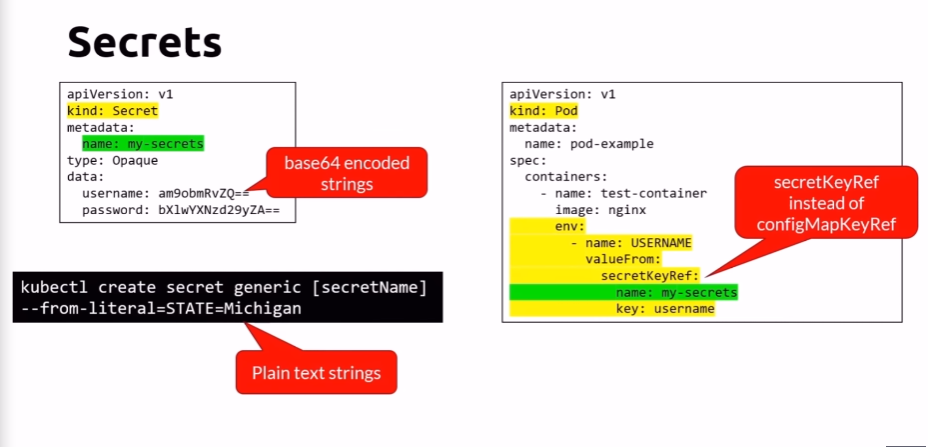 Secrets
apiVersion: v1
kind: Secret
metadata:
  name: my-secrets
type: Opaque
data:
  username: am9obmRvZQ==
  password: bXlwYXNzd29yZA==
base64 encoded
strings
kubectl create secret generic [secretName]
--from-literal=STATE=Michigan
Plain text strings
apiVersion: v1
kind: Pod
metadata:
  name: pod-example
spec:
  containers:
    - name: test-container
      image: nginx
      env:
        - name: USERNAME
          valueFrom:
            secretKeyRef:
              name: my-secrets
              key: username
secretKeyRef
instead of
configMapKeyRef